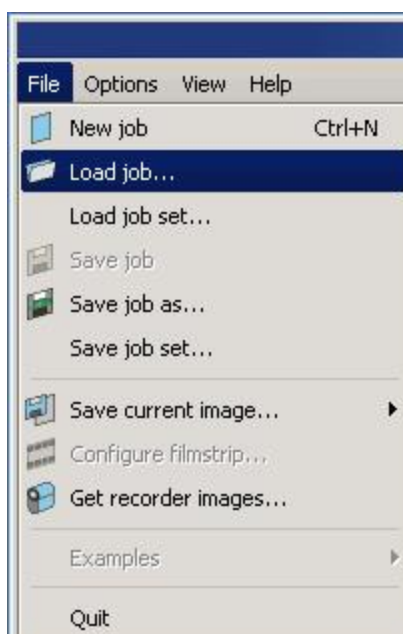 File Options View Help
New job Ctrl+N
Load job...
Load job set...
Save job
Save job as...
Save job set...
Save current image...
Configure filmstrip...
Get recorder images...
Examples
Quit